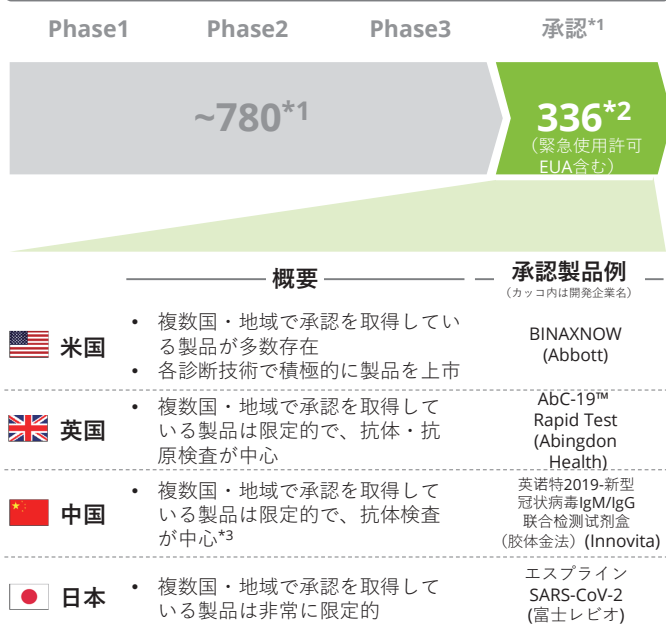 Phase1 Phase2 Phase3 承認*1
~780*1
336*2
（緊急使用許可
EUA含む）
概要
承認製品例
（カッコ内は開発企業名）
米国
• 複数国・地域で承認を取得してい
る製品が多数存在
• 各診断技術で積極的に製品を上市
BINAXNOW
(Abbott)
英国
• 複数国・地域で承認を取得して
いる製品は限定的で、抗体・抗
原検査が中心
AbC-19™
Rapid Test
(Abingdon
Health)
中国
• 複数国・地域で承認を取得して
いる製品は限定的で、抗体検査
が中心*3
英诺特2019-新型
冠状病毒IgM/IgG
联合检测试剂盒
（胶体金法）(Innovita)
日本
• 複数国・地域で承認を取得して
いる製品は非常に限定的
エスプライン
SARS-CoV-2
(富士レビオ)